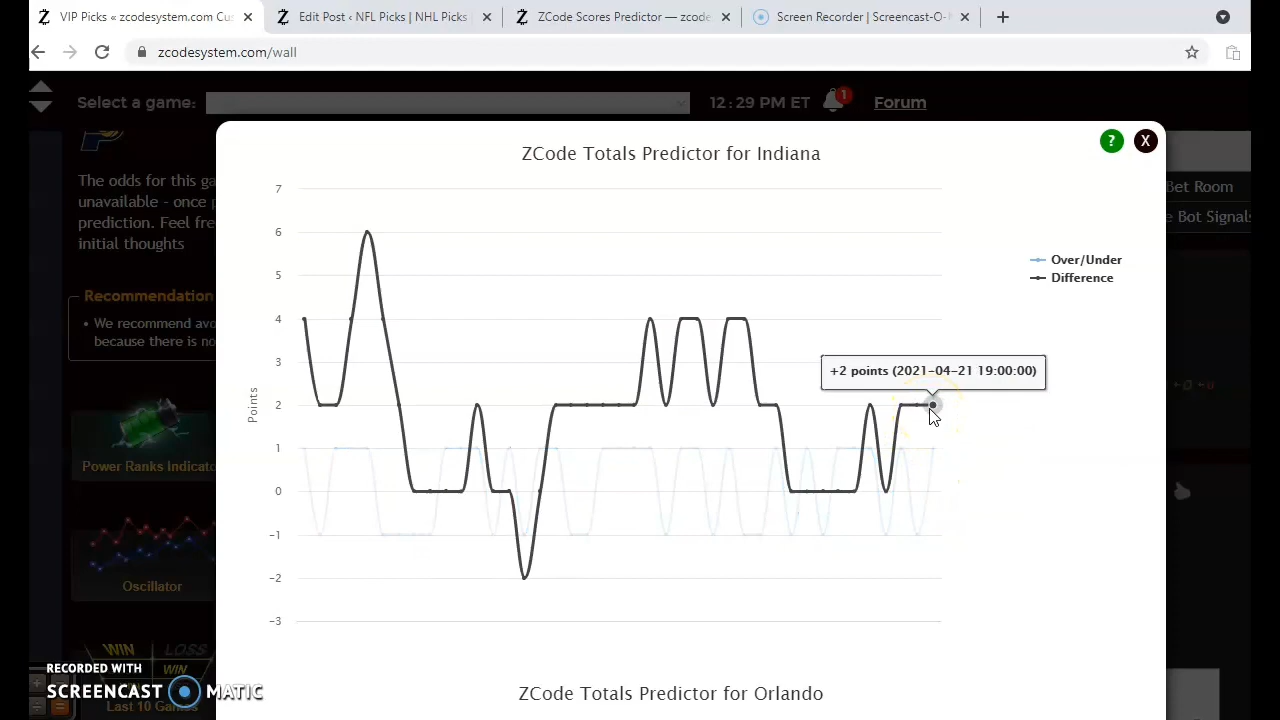 VIP Picks « zcodesystem.com Cus
Edit Post ‹ NFL Picks | NHL Picks
ZCode Scores Predictor — zcode
Screen Recorder | Screencast-O-
zcodesystem.com/wall
Select a game:
12:29 PM ET
1
Forum
ZCode Totals Predictor for Indiana
?
X
The odds for this ga
unavailable - once p
prediction. Feel fre
initial thoughts
Bet Room
e Bot Signals
Recommendation
• We recommend avo
because there is no
Power Ranks Indicato
Oscillator
WIN LOSS
WIN
Last 10 Games
7
6
5
4
3
2
1
0
−1
−2
−3
Points
Over/Under
Difference
+2 points (2021-04-21 19:00:00)
RECORDED WITH
SCREENCAST MATIC
ZCode Totals Predictor for Orlando